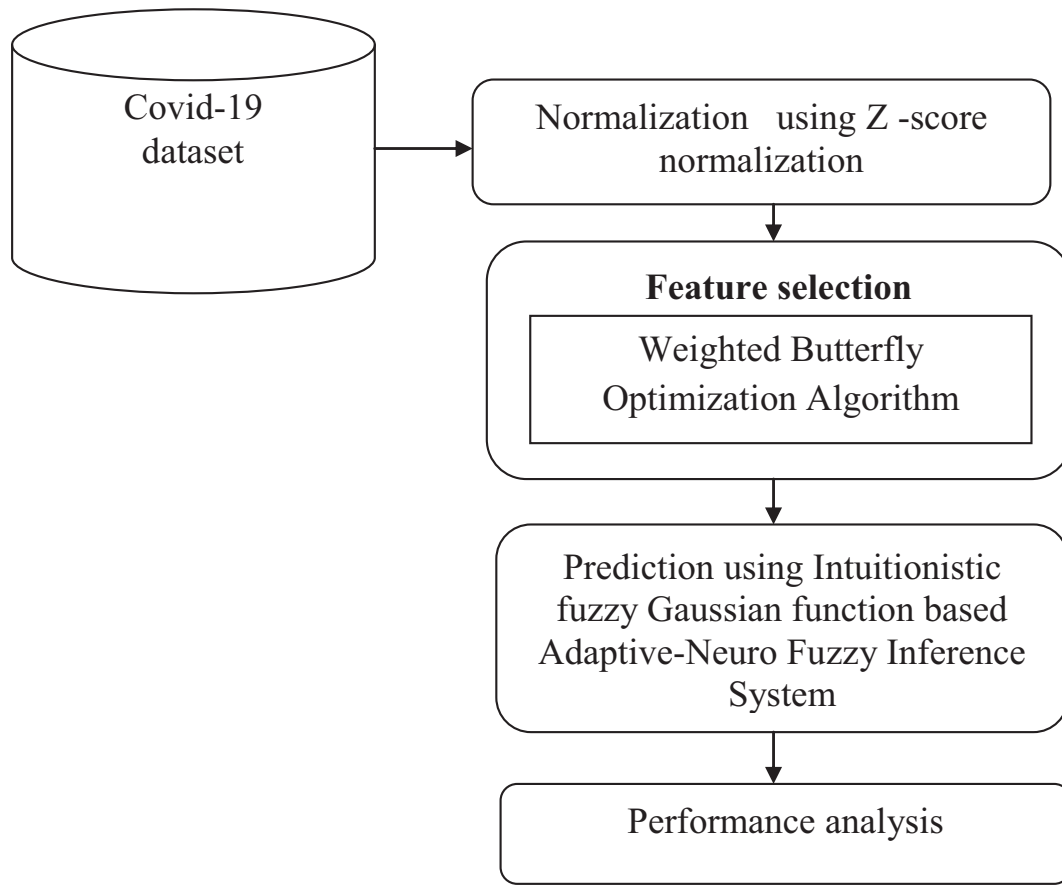 Covid-19
dataset
Normalization using Z -score
normalization
Feature selection
Weighted Butterfly
Optimization Algorithm
Prediction using Intuitionistic
fuzzy Gaussian function based
Adaptive-Neuro Fuzzy Inference
System
Performance analysis